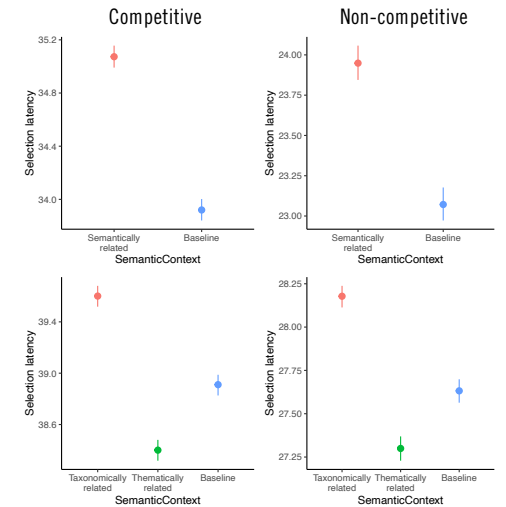 Competitive
Non-competitive
35.2
34.8
34.4
34.0
Selection latency
Semantically
related
Baseline
SemanticContext
24.00
23.75
23.50
23.25
23.00
Selection latency
Semantically
related
Baseline
SemanticContext
39.4
39.0
38.6
Selection latency
Taxonomically
related
Thematically
related
Baseline
SemanticContext
28.25
28.00
27.75
27.50
27.25
Selection latency
Taxonomically
related
Thematically
related
Baseline
SemanticContext